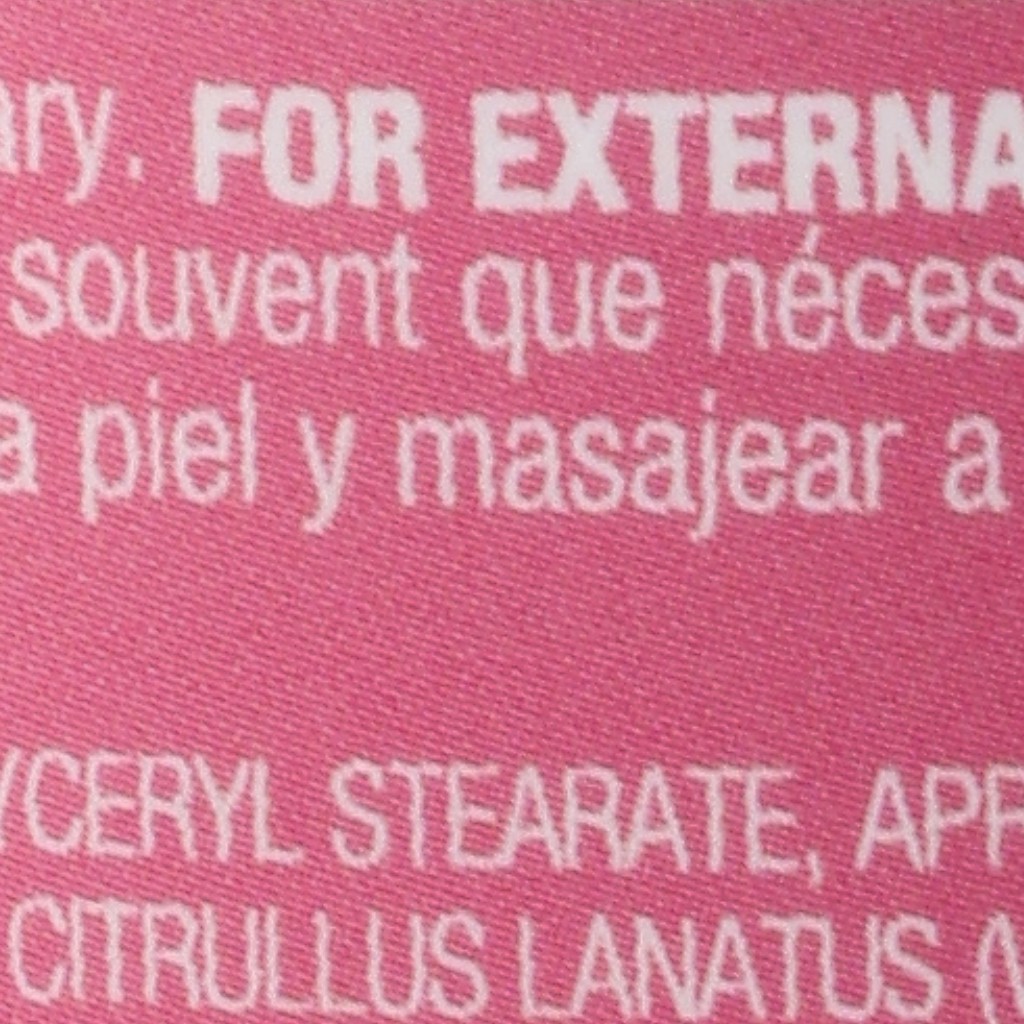 ary. FOR EXTERNA
souvent que néces
a piel y masajear a
YCERYL STEARATE, APR
CITRULLUS LANATUS (